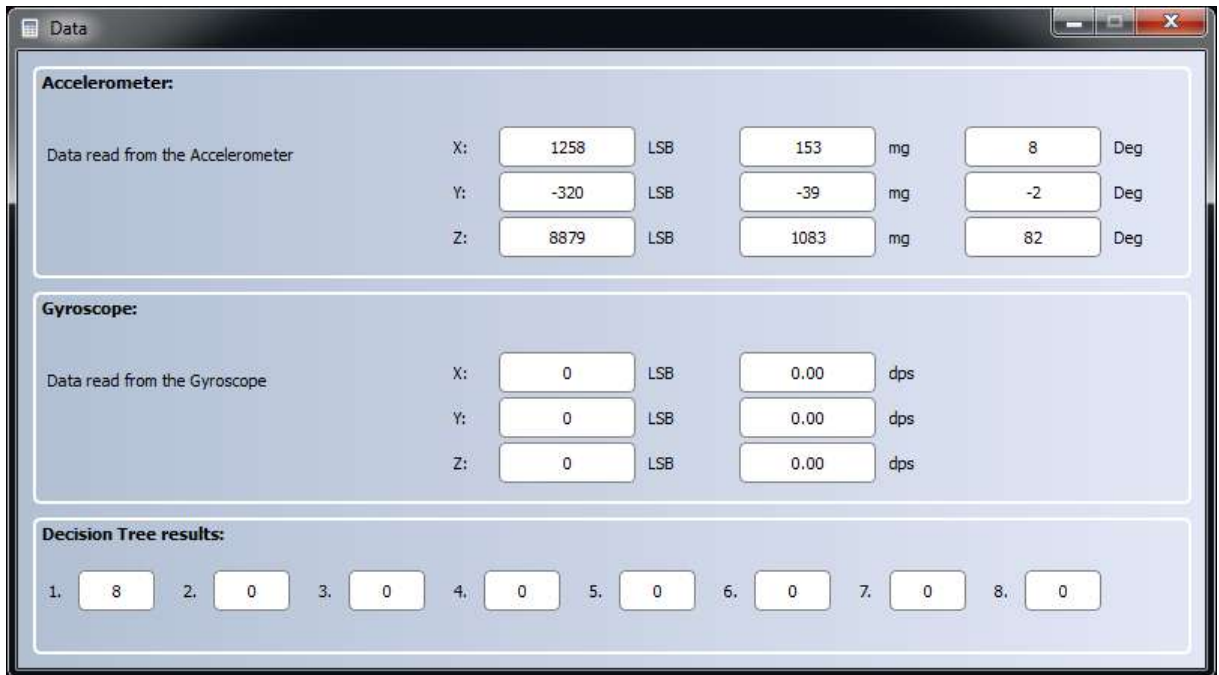 Data
Accelerometer:
Data read from the Accelerometer
X: 1258 LSB 153 mg 8 Deg
Y: -320 LSB -39 mg -2 Deg
Z: 8879 LSB 1083 mg 82 Deg
Gyroscope:
Data read from the Gyroscope
X: 0 LSB 0.00 dps
Y: 0 LSB 0.00 dps
Z: 0 LSB 0.00 dps
Decision Tree results:
1. 8 2. 0 3. 0 4. 0 5. 0 6. 0 7. 0 8. 0